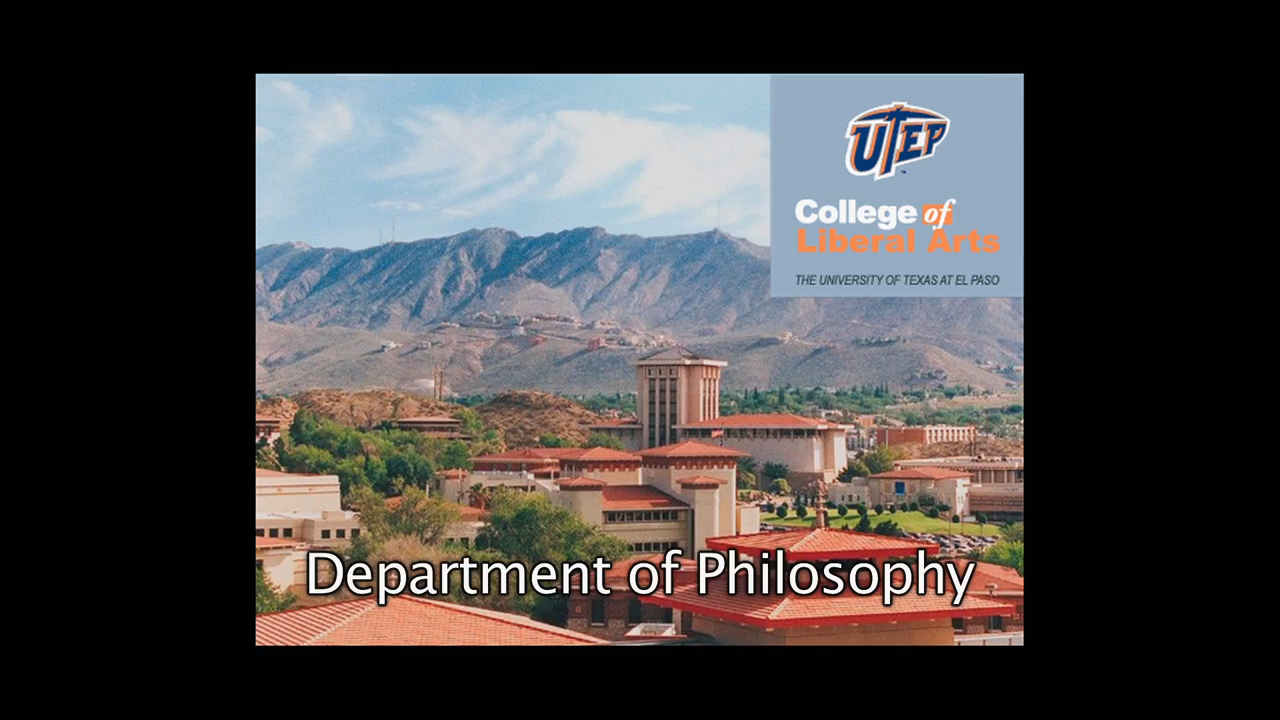 UTEP
College of
Liberal Arts
THE UNIVERSITY OF TEXAS AT EL PASO
Department of Philosophy